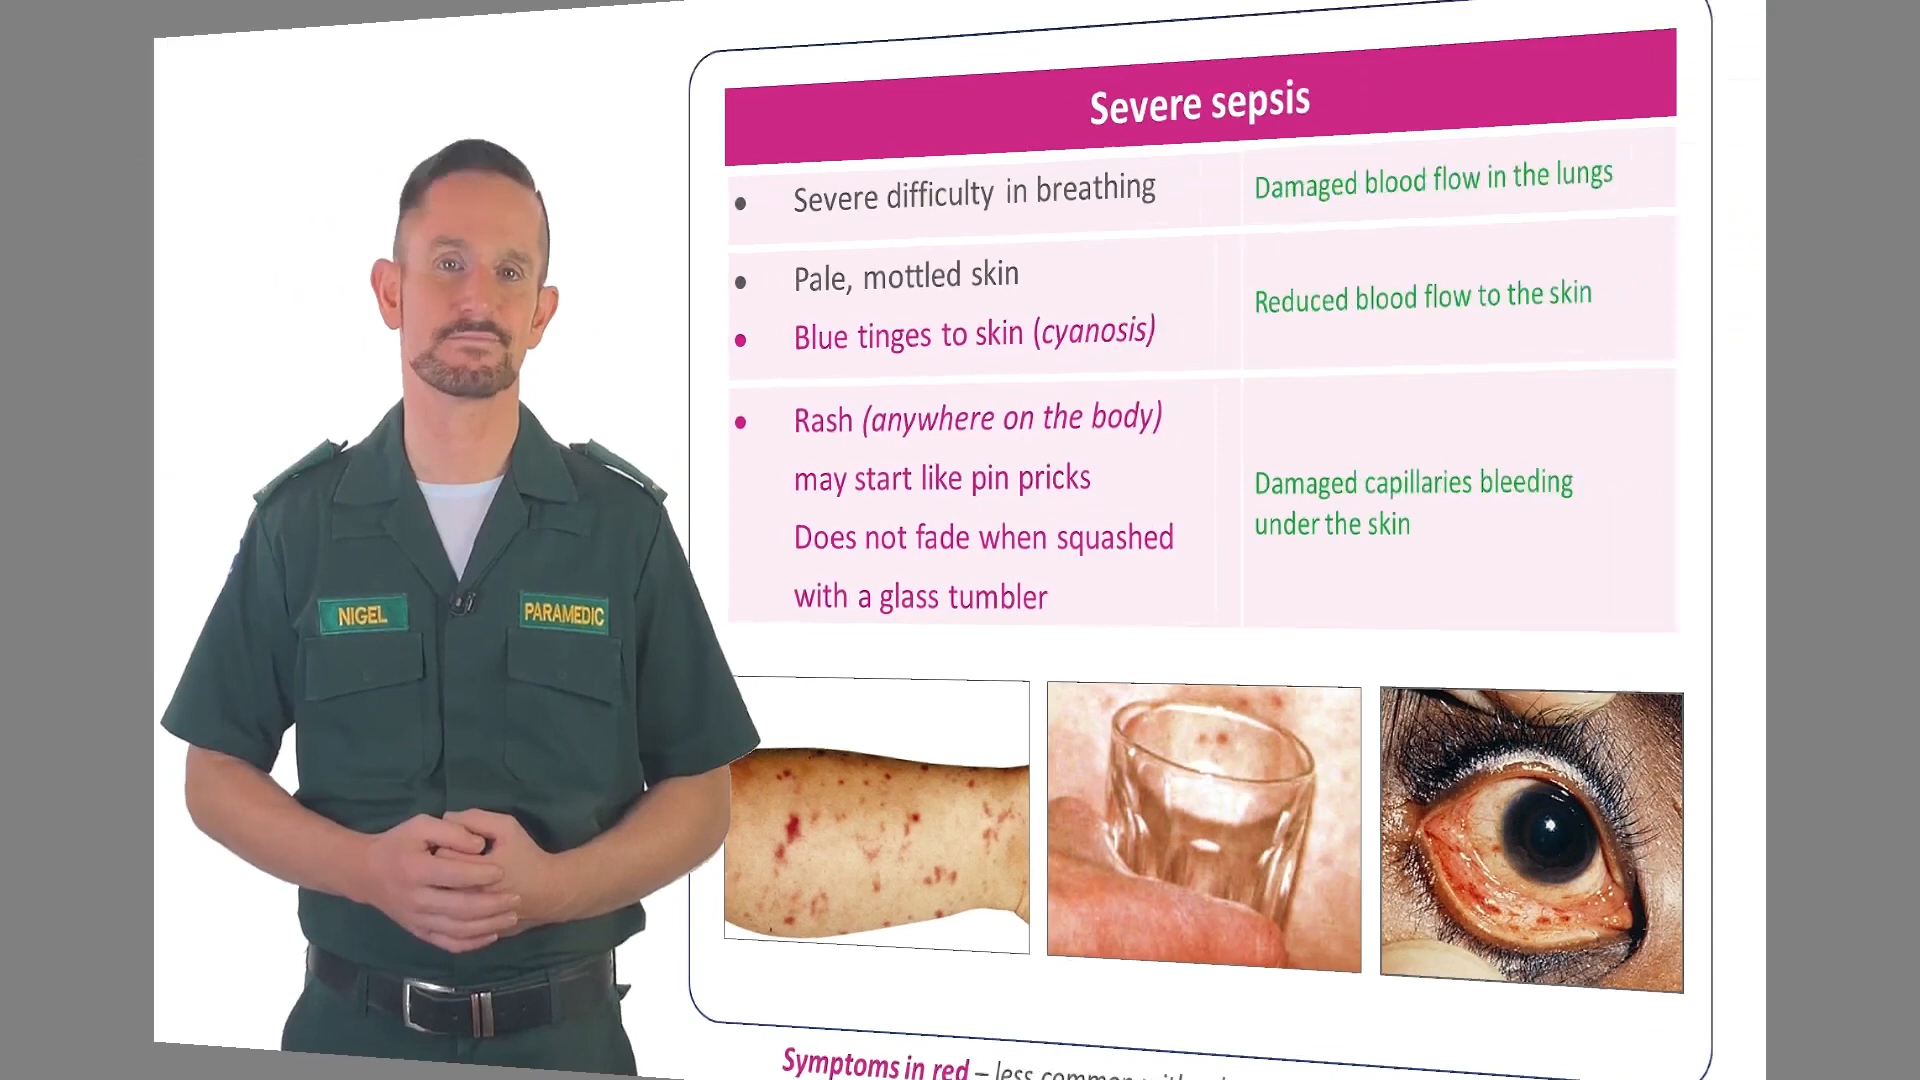 Severe sepsis
• Severe difficulty in breathing
Damaged blood flow in the lungs
• Pale, mottled skin
• Blue tinges to skin (cyanosis)
Reduced blood flow to the skin
• Rash (anywhere on the body)
may start like pin pricks
Does not fade when squashed
with a glass tumbler
Damaged capillaries bleeding
under the skin
NIGEL
PARAMEDIC
Symptoms in red – less common